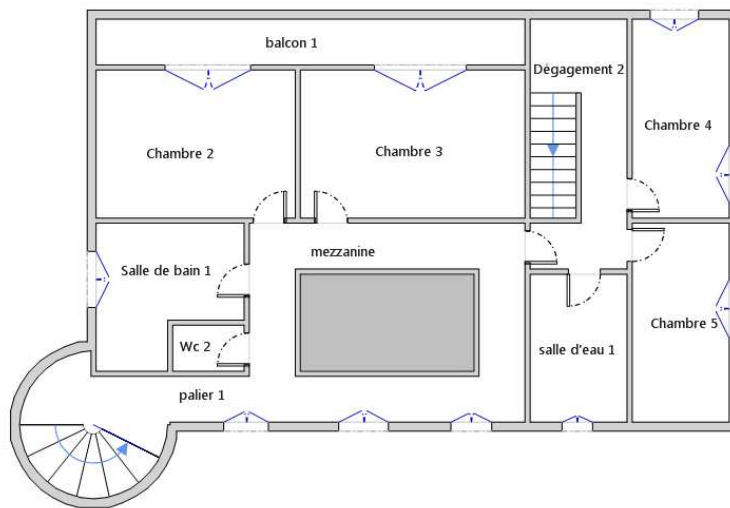 balcon 1
Dégagement 2
Chambre 4
Chambre 2
Chambre 3
mezzanine
Salle de bain 1
Chambre 5
Wc 2
salle d'eau 1
palier 1